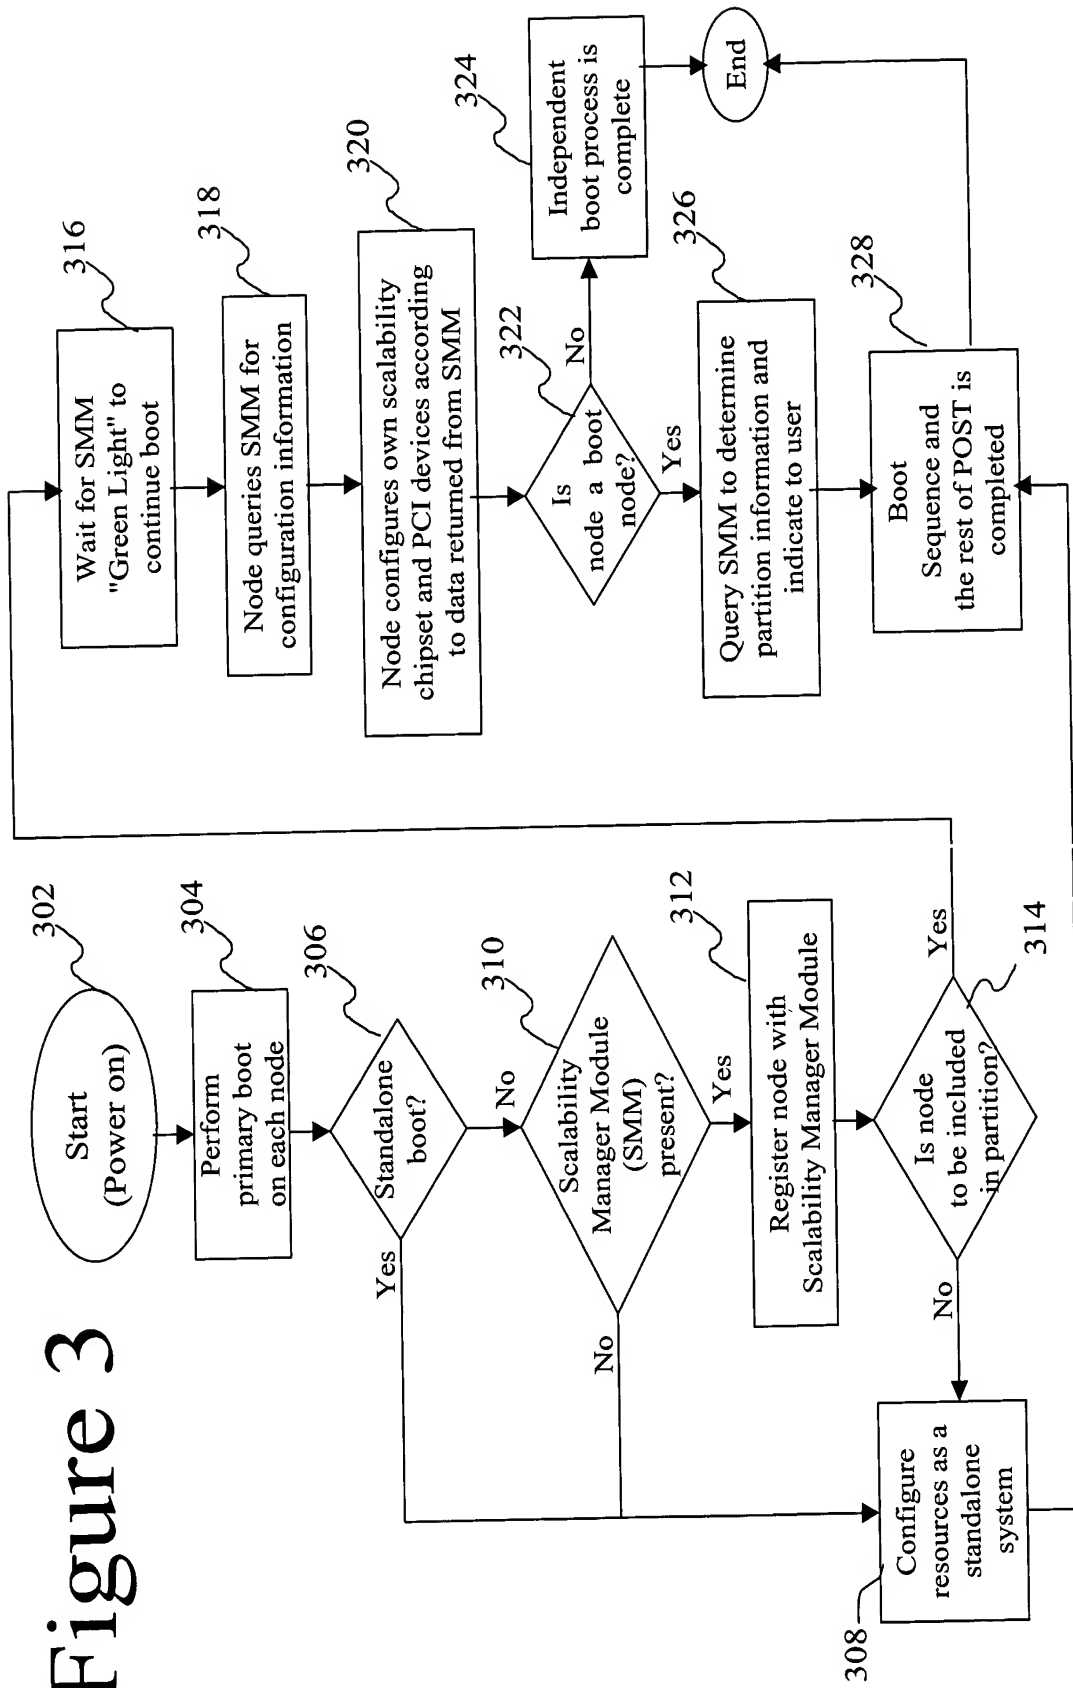 Figure 3
302
Start
(Power on)
304
Perform
primary boot
on each node
306
Standalone
boot?
Yes
No
310
Scalability
Manager Module
(SMM)
present?
No
Yes
312
Register node with
Scalability Manager Module
314
Is node
to be included
in partition?
No
Yes
308
Configure
resources as a
standalone
system
316
Wait for SMM
"Green Light" to
continue boot
318
Node queries SMM for
configuration information
320
Node configures own scalability
chipset and PCI devices according
to data returned from SMM
322
Is
node a boot
node?
No
Yes
324
Independent
boot process is
complete
326
Query SMM to determine
partition information and
indicate to user
328
Boot
Sequence and
the rest of POST is
completed
End